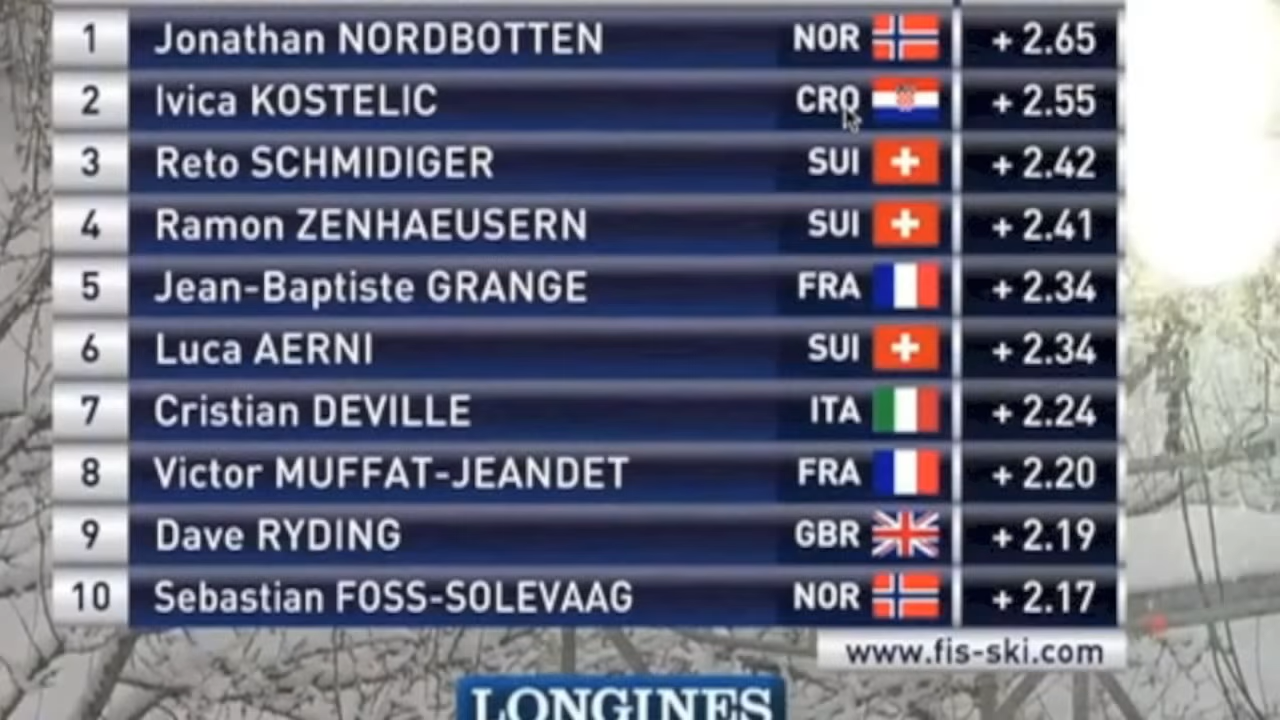 1 Jonathan NORDBOTTEN NOR + 2.65
2 Ivica KOSTELIC CRO + 2.55
3 Reto SCHMIDIGER SUI + 2.42
4 Ramon ZENHAEUSERN SUI + 2.41
5 Jean-Baptiste GRANGE FRA + 2.34
6 Luca AERNI SUI + 2.34
7 Cristian DEVILLE ITA + 2.24
8 Victor MUFFAT-JEANDET FRA + 2.20
9 Dave RYDING GBR + 2.19
10 Sebastian FOSS-SOLEVAAG NOR + 2.17
www.fis-ski.com
LONGINES